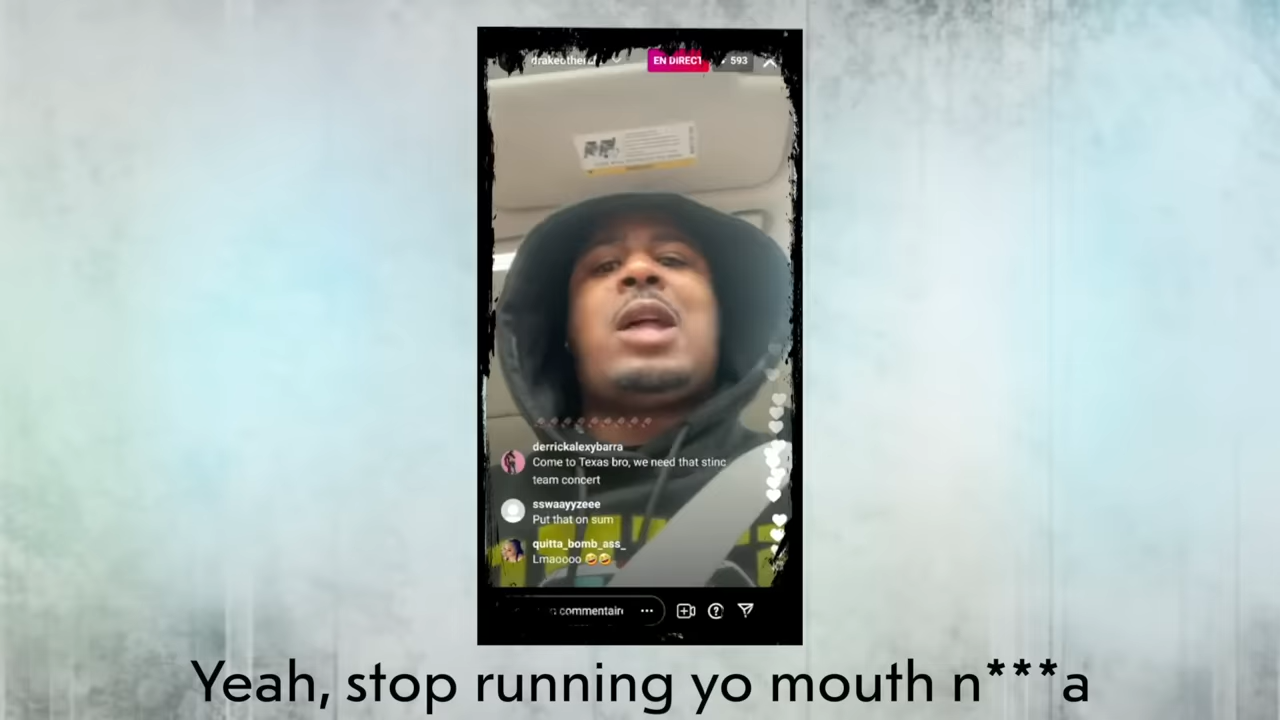 EN DIRECT
593
derrickalexybarra
Come to Texas bro, we need that stinc
team concert
sswaayyzeee
Put that on sum
quitta_bomb_ass_
Lmaoooo 🤣🤣
commentaire
Yeah, stop running yo mouth n***a